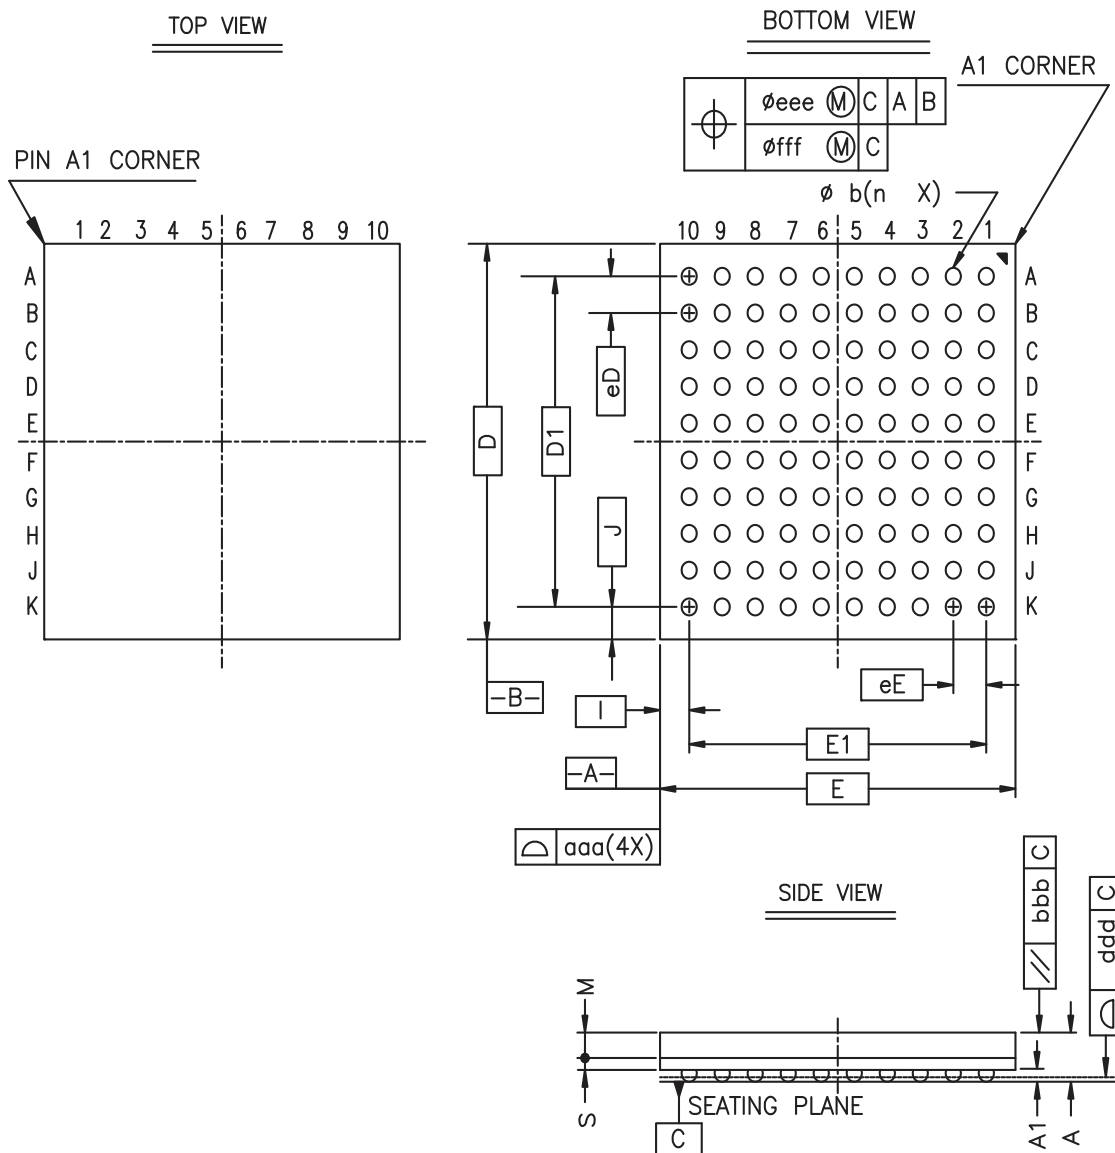 TOP VIEW
BOTTOM VIEW
A1 CORNER
øeee M C A B
øfff M C
PIN A1 CORNER
ø b(n X)
1 2 3 4 5 6 7 8 9 10
10 9 8 7 6 5 4 3 2 1
A
B
C
D
E
F
G
H
J
K
A
B
C
D
E
F
G
H
J
K
eD
D
D1
J
-B-
I
eE
E1
-A-
E
aaa(4X)
SIDE VIEW
// bbb C
ddd C
M
S
SEATING PLANE
C
A1
A